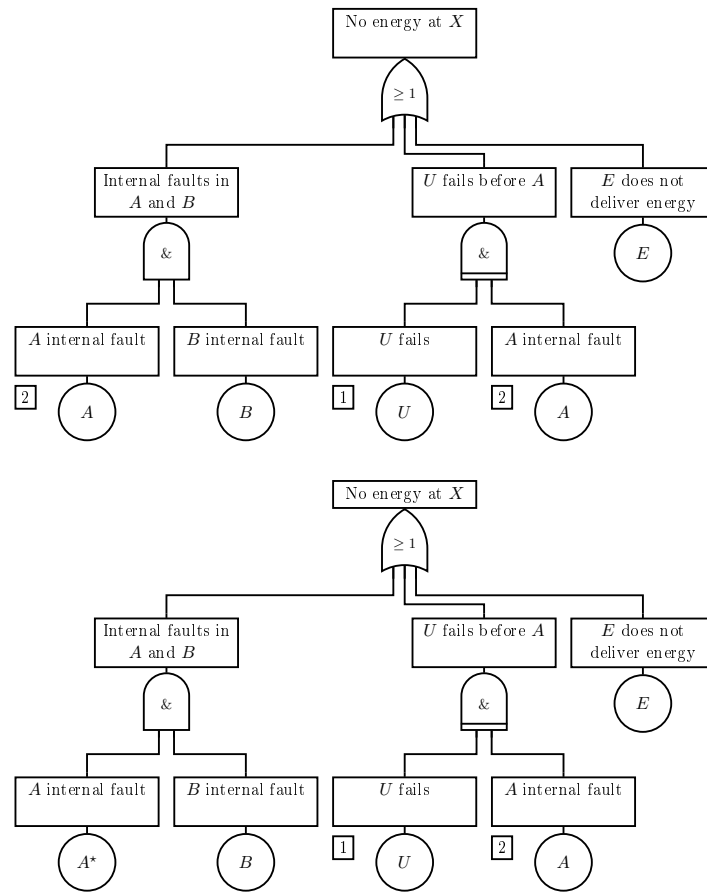 No energy at X
≥ 1
Internal faults in
A and B
U fails before A
E does not
deliver energy
&
&
E
A internal fault
B internal fault
U fails
A internal fault
2
A
B
1
U
2
A
No energy at X
≥ 1
Internal faults in
A and B
U fails before A
E does not
deliver energy
&
&
E
A internal fault
B internal fault
U fails
A internal fault
A⋆
B
1
U
2
A